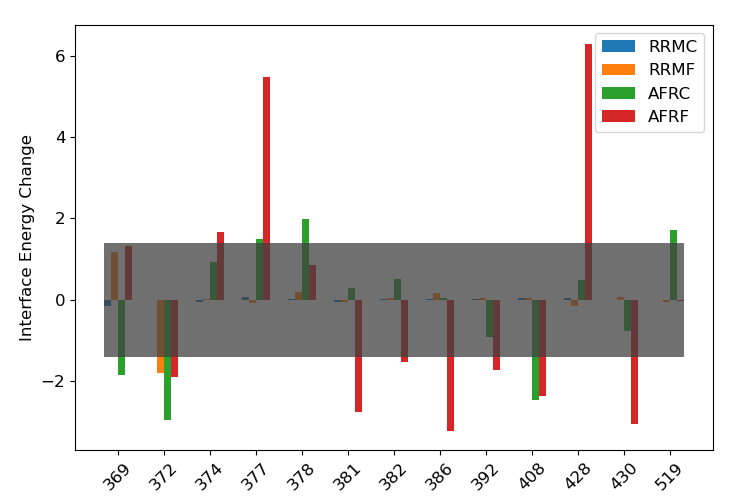 Interface Energy Change
6
4
2
0
−2
RRMC
RRMF
AFRC
AFRF
369 372 374 377 378 381 382 386 392 408 428 430 519